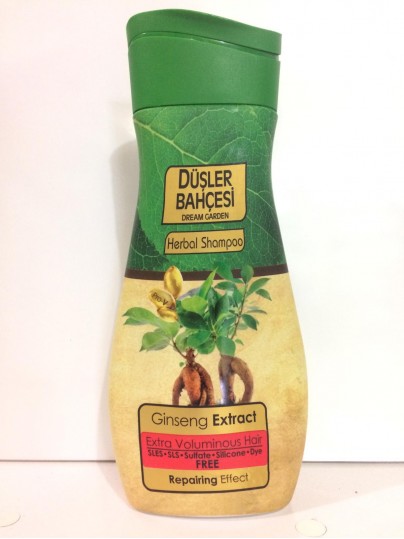 DÜŞLER
BAHÇESİ
DREAM GARDEN
Herbal Shampoo
Ginseng Extract
Extra Voluminous Hair
SLES • SLS • Sulfate • Silicone • Dye
FREE
Repairing Effect